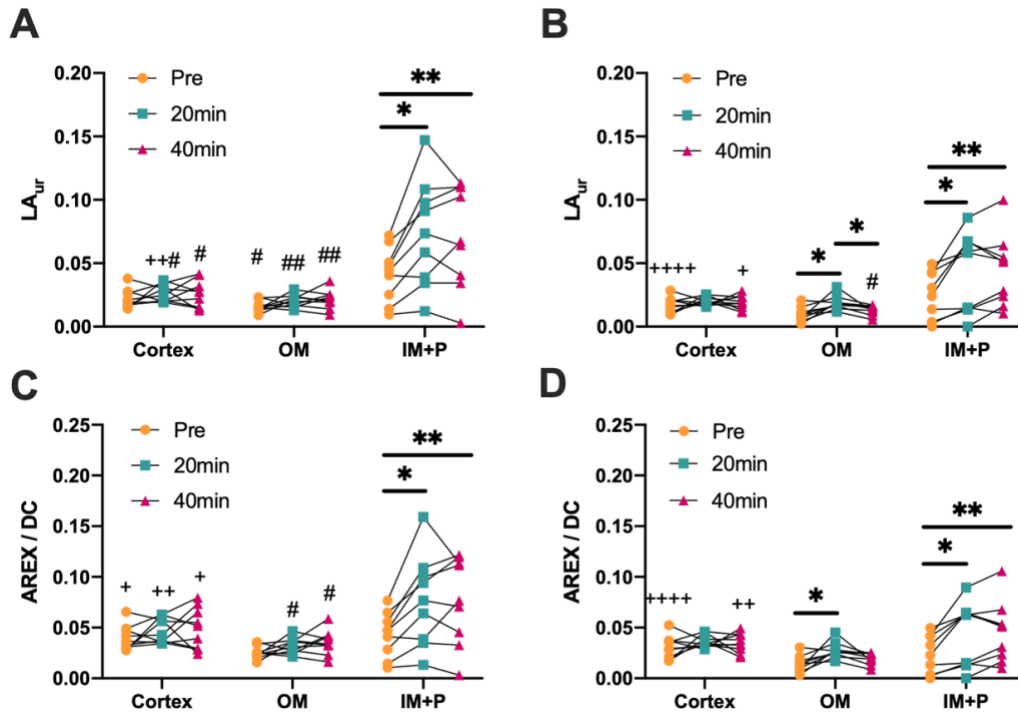 A
LAur
0.20
0.15
0.10
0.05
0.00
Pre
20min
40min
**
*
++#
#
#
##
##
Cortex
OM
IM+P
B
LAur
0.20
0.15
0.10
0.05
0.00
Pre
20min
40min
**
*
*
*
++++
+
#
Cortex
OM
IM+P
C
AREX / DC
0.25
0.20
0.15
0.10
0.05
0.00
Pre
20min
40min
**
*
+
++
+
#
#
Cortex
OM
IM+P
D
AREX / DC
0.25
0.20
0.15
0.10
0.05
0.00
Pre
20min
40min
**
*
*
++++
++
Cortex
OM
IM+P